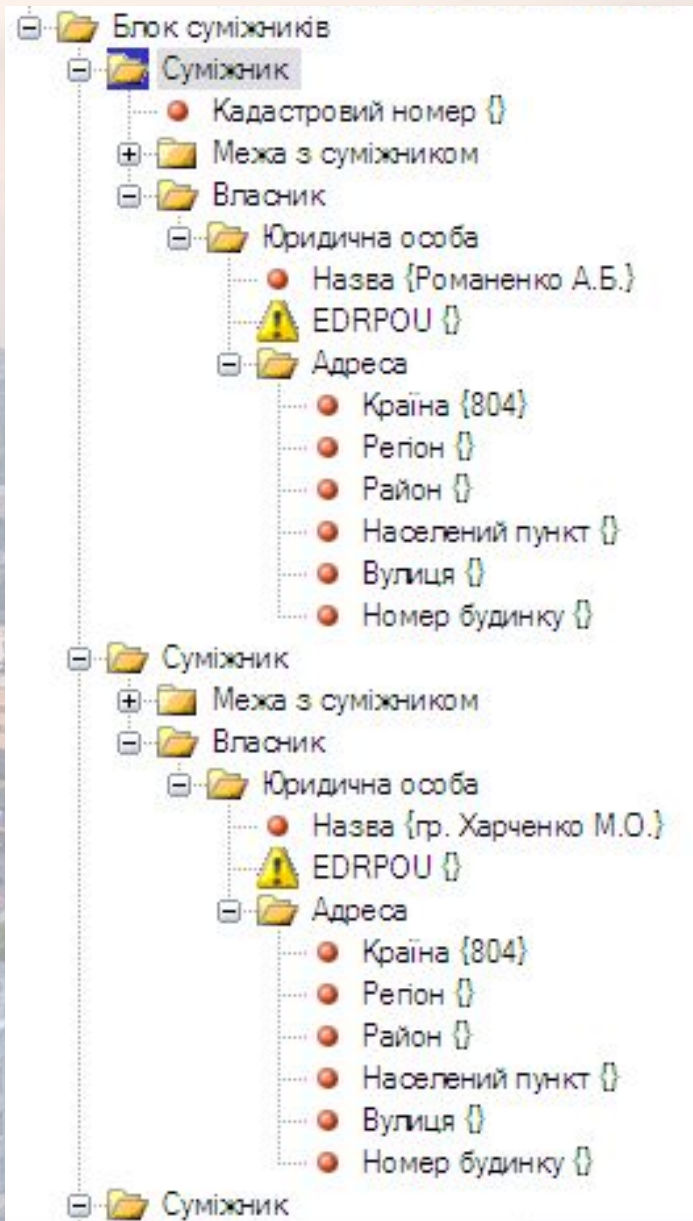 Блок суміжників
Суміжник
Кадастровий номер {}
Межа з суміжником
Власник
Юридична особа
Назва {Романенко А.Б.}
EDRPOU {}
Адреса
Країна {804}
Регіон {}
Район {}
Населений пункт {}
Вулиця {}
Номер будинку {}
Суміжник
Межа з суміжником
Власник
Юридична особа
Назва {гр. Харченко М.О.}
EDRPOU {}
Адреса
Країна {804}
Регіон {}
Район {}
Населений пункт {}
Вулиця {}
Номер будинку {}
Суміжник